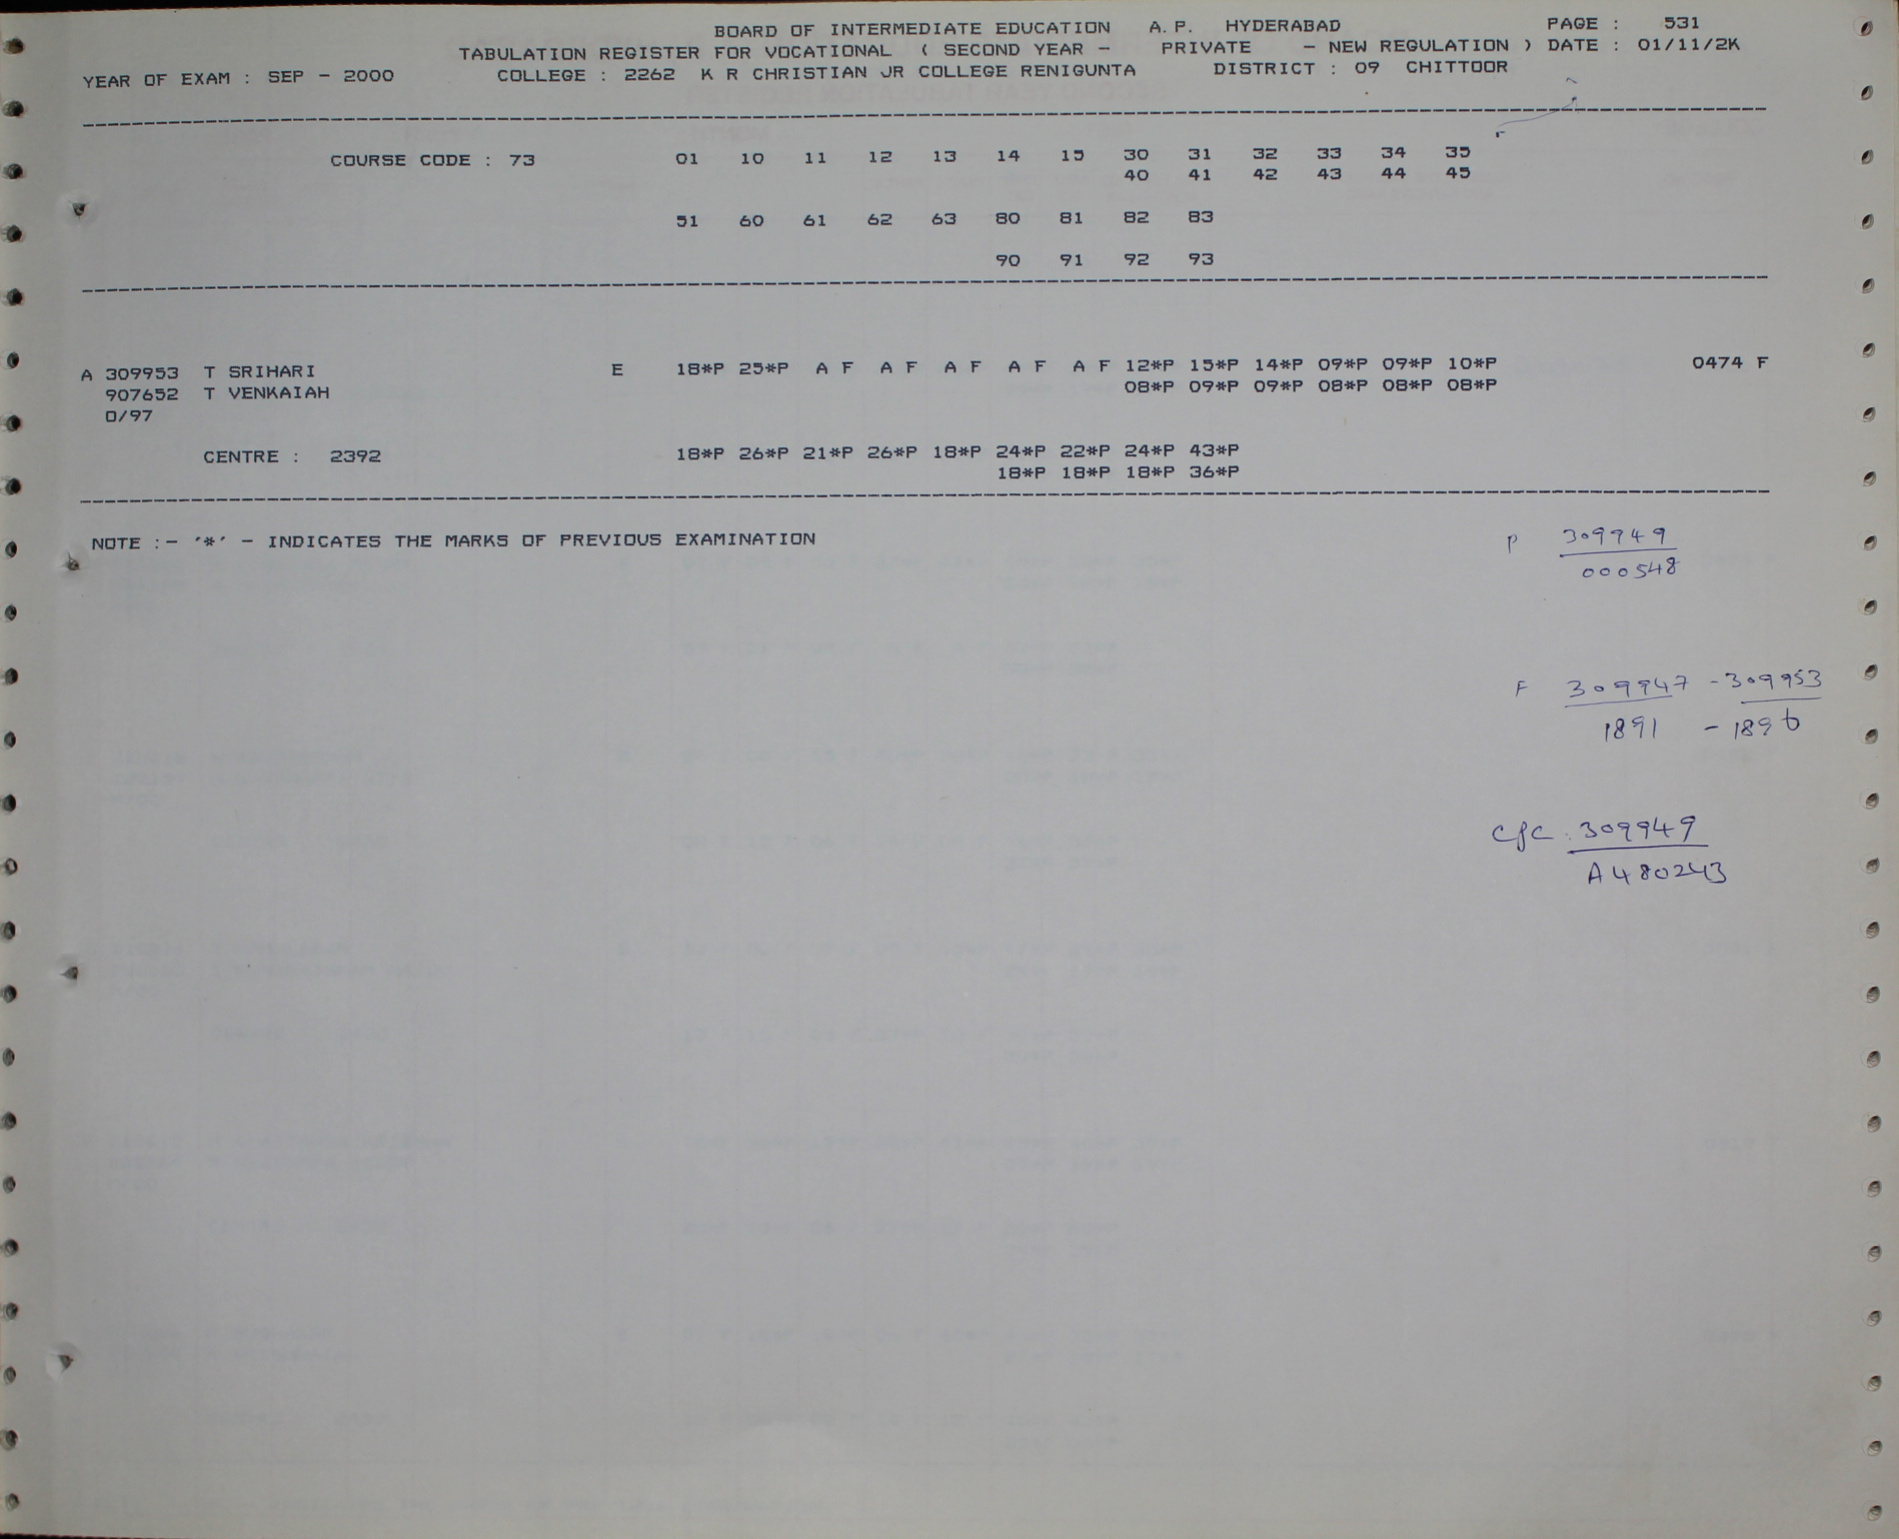 BOARD OF INTERMEDIATE EDUCATION A.P. HYDERABAD PAGE : 531
TABULATION REGISTER FOR VOCATIONAL ( SECOND YEAR - PRIVATE - NEW REGULATION ) DATE : 01/11/2K
YEAR OF EXAM : SEP - 2000 COLLEGE : 2262 K R CHRISTIAN JR COLLEGE RENIGUNTA DISTRICT : 09 CHITTOOR
COURSE CODE : 73 01 10 11 12 13 14 15 30 31 32 33 34 35
40 41 42 43 44 45
51 60 61 62 63 80 81 82 83
90 91 92 93
A 309953 T SRIHARI E 18*P 25*P A F A F A F A F A F 12*P 15*P 14*P 09*P 09*P 10*P 0474 F
907652 T VENKAIAH 08*P 09*P 09*P 08*P 08*P 08*P
D/97
CENTRE : 2392 18*P 26*P 21*P 26*P 18*P 24*P 22*P 24*P 43*P
18*P 18*P 18*P 36*P
NOTE :- '*' - INDICATES THE MARKS OF PREVIOUS EXAMINATION
P 309949
000548
F 309947 - 309953
1891 - 1896
CJC 309949
A480243